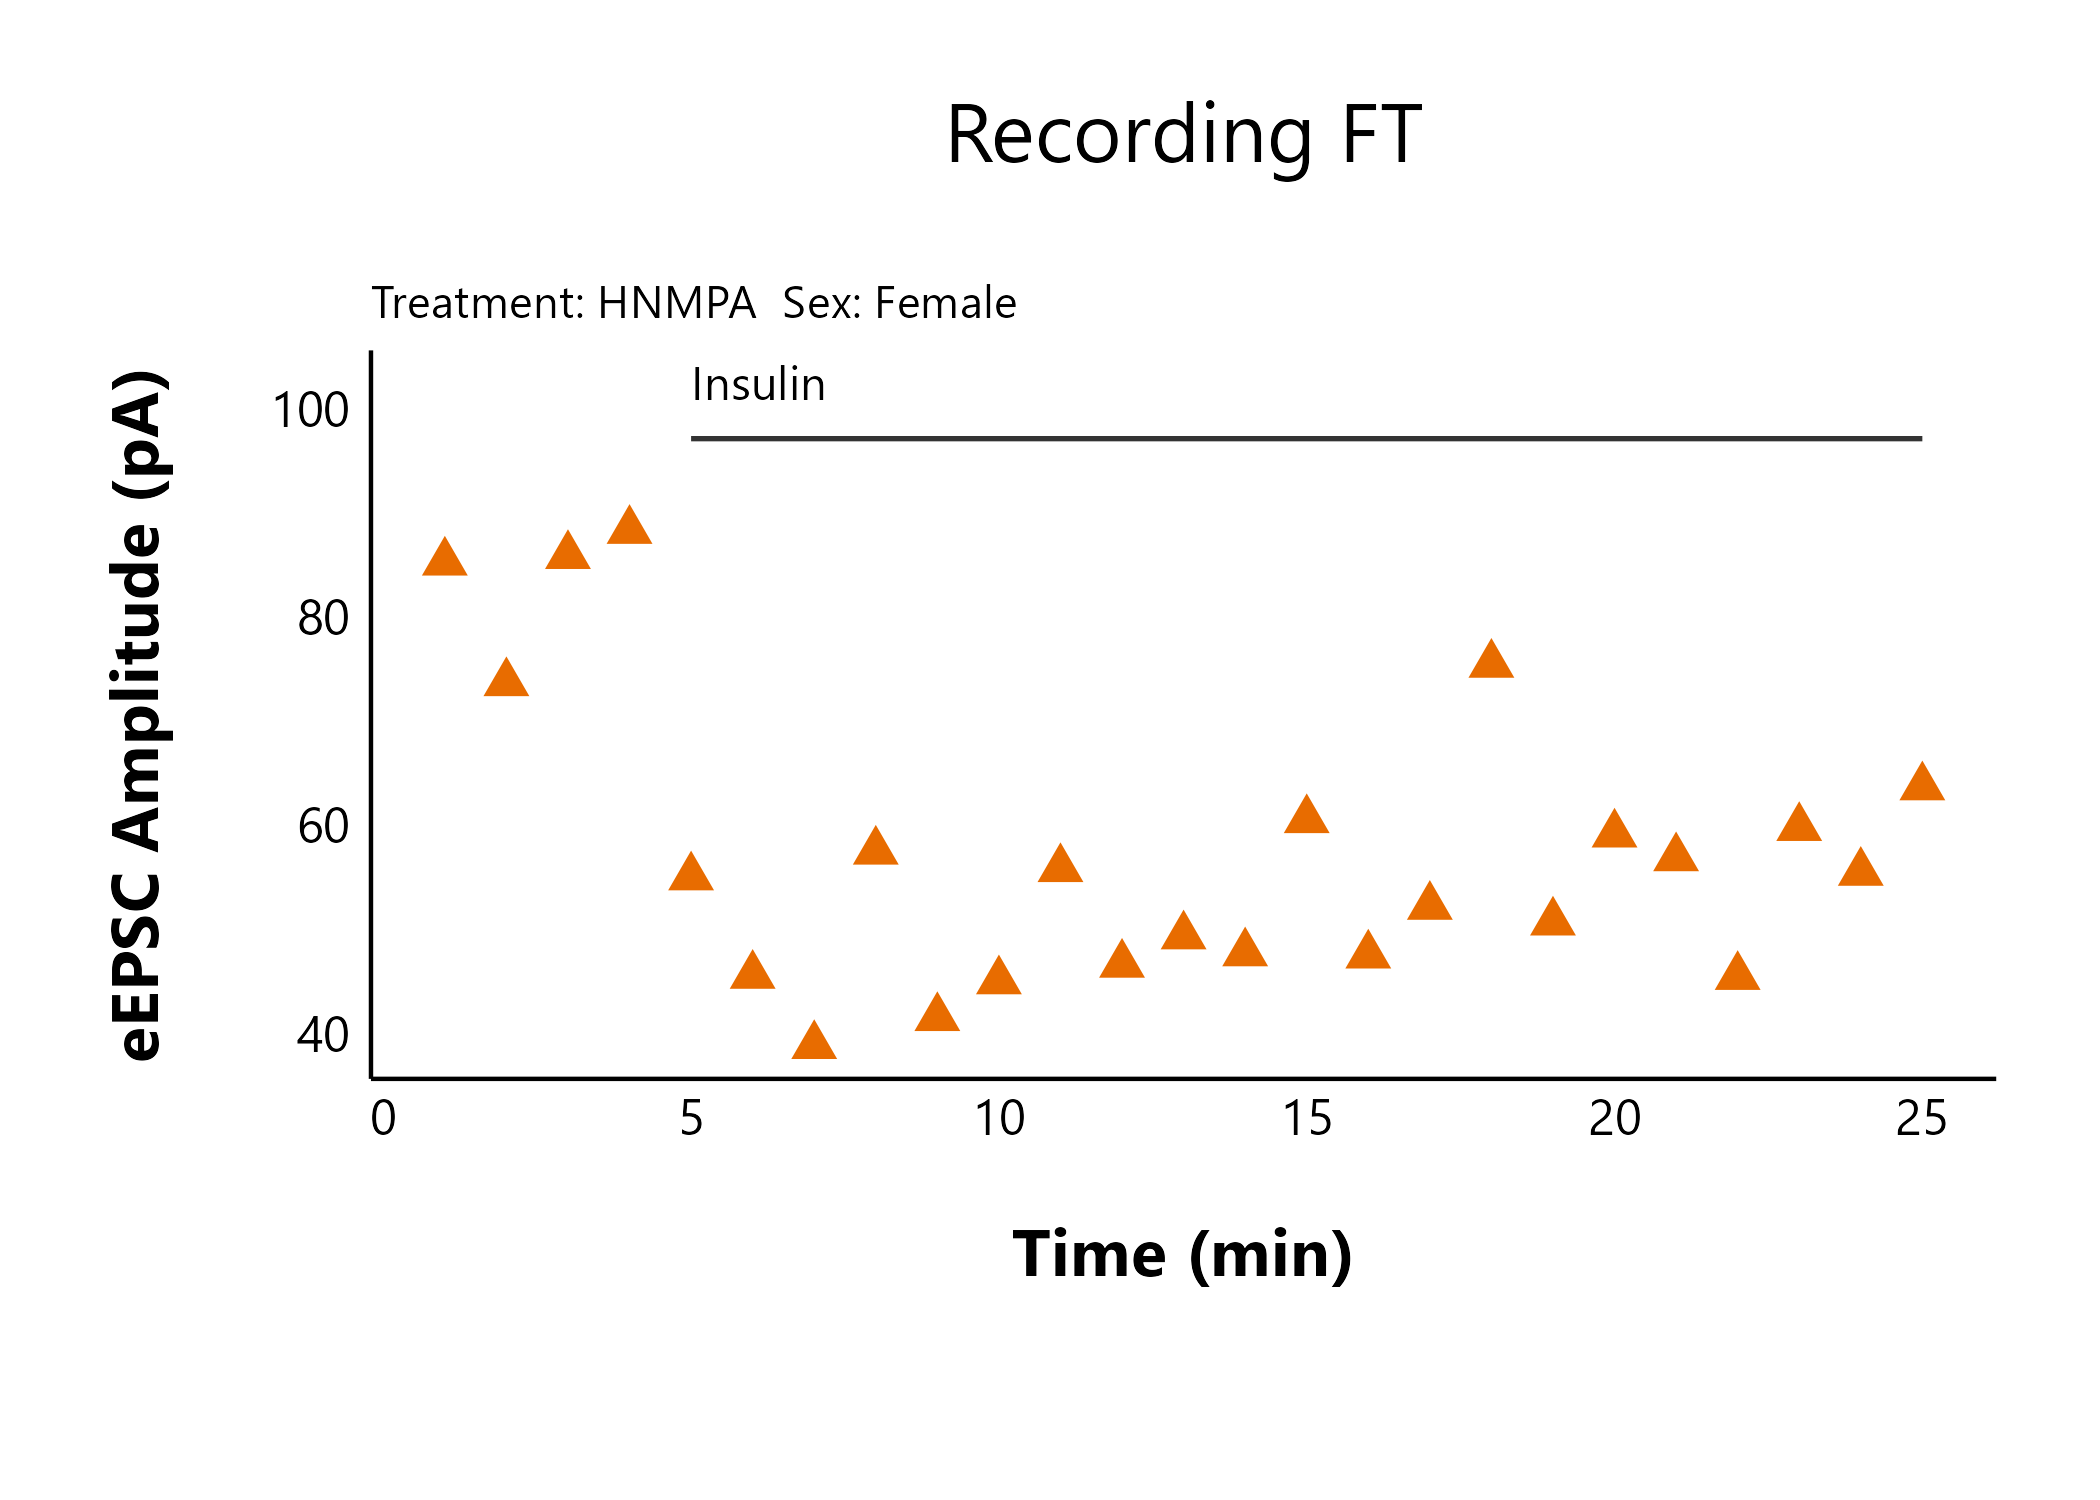 Recording FT
Treatment: HNMPA  Sex: Female
Insulin
eEPSC Amplitude (pA)
100
80
60
40
0 5 10 15 20 25
Time (min)